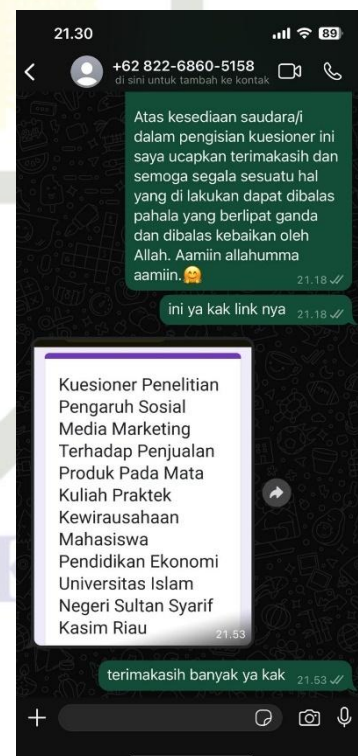 21.30
89
+62 822-6860-5158
di sini untuk tambah ke kontak
Atas kesediaan saudara/i
dalam pengisian kuesioner ini
saya ucapkan terimakasih dan
semoga segala sesuatu hal
yang di lakukan dapat dibalas
pahala yang berlipat ganda
dan dibalas kebaikan oleh
Allah. Aamiin allahumma
aamiin.🤗
21.18
ini ya kak link nya 21.18
Kuesioner Penelitian
Pengaruh Sosial
Media Marketing
Terhadap Penjualan
Produk Pada Mata
Kuliah Praktek
Kewirausahaan
Mahasiswa
Pendidikan Ekonomi
Universitas Islam
Negeri Sultan Syarif
Kasim Riau
21.53
terimakasih banyak ya kak 21.53